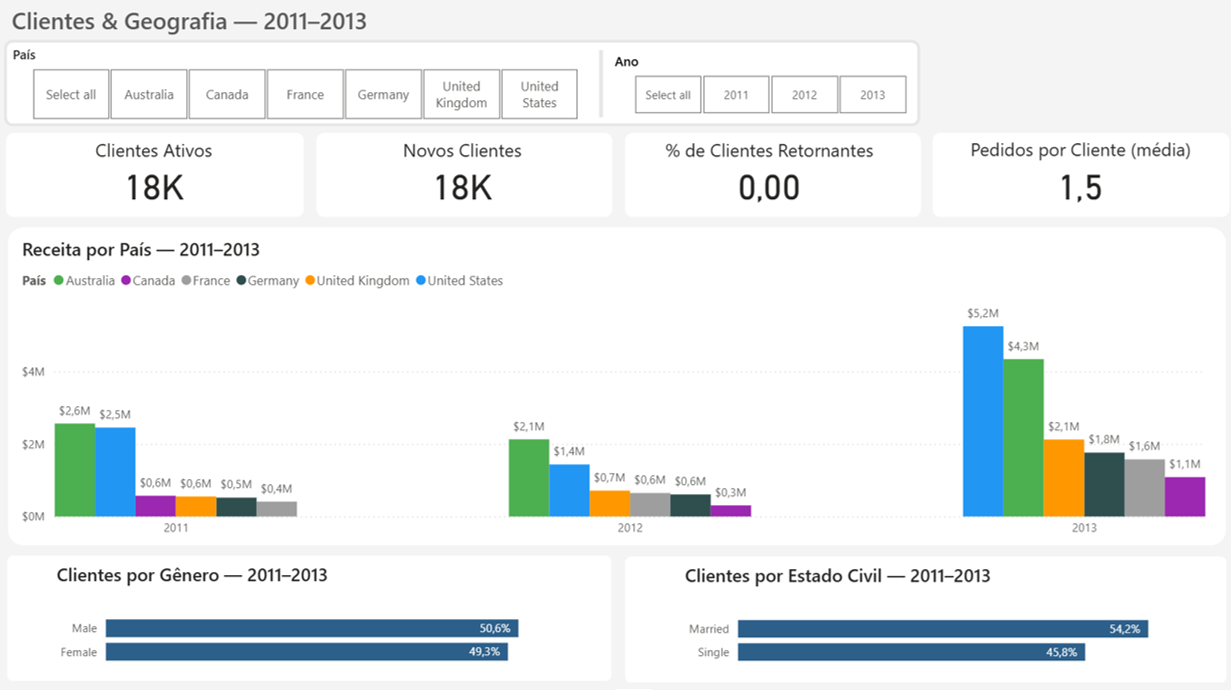 Clientes & Geografia — 2011–2013
País
Select all
Australia
Canada
France
Germany
United
Kingdom
United
States
Ano
Select all
2011
2012
2013
Clientes Ativos
18K
Novos Clientes
18K
% de Clientes Retornantes
0,00
Pedidos por Cliente (média)
1,5
Receita por País — 2011–2013
País Australia Canada France Germany United Kingdom United States
$4M
$2M
$0M
$2,6M
$2,5M
$0,6M
$0,6M
$0,5M
$0,4M
2011
$2,1M
$1,4M
$0,7M
$0,6M
$0,6M
$0,3M
2012
$5,2M
$4,3M
$2,1M
$1,8M
$1,6M
$1,1M
2013
Clientes por Gênero — 2011–2013
Male 50,6%
Female 49,3%
Clientes por Estado Civil — 2011–2013
Married 54,2%
Single 45,8%